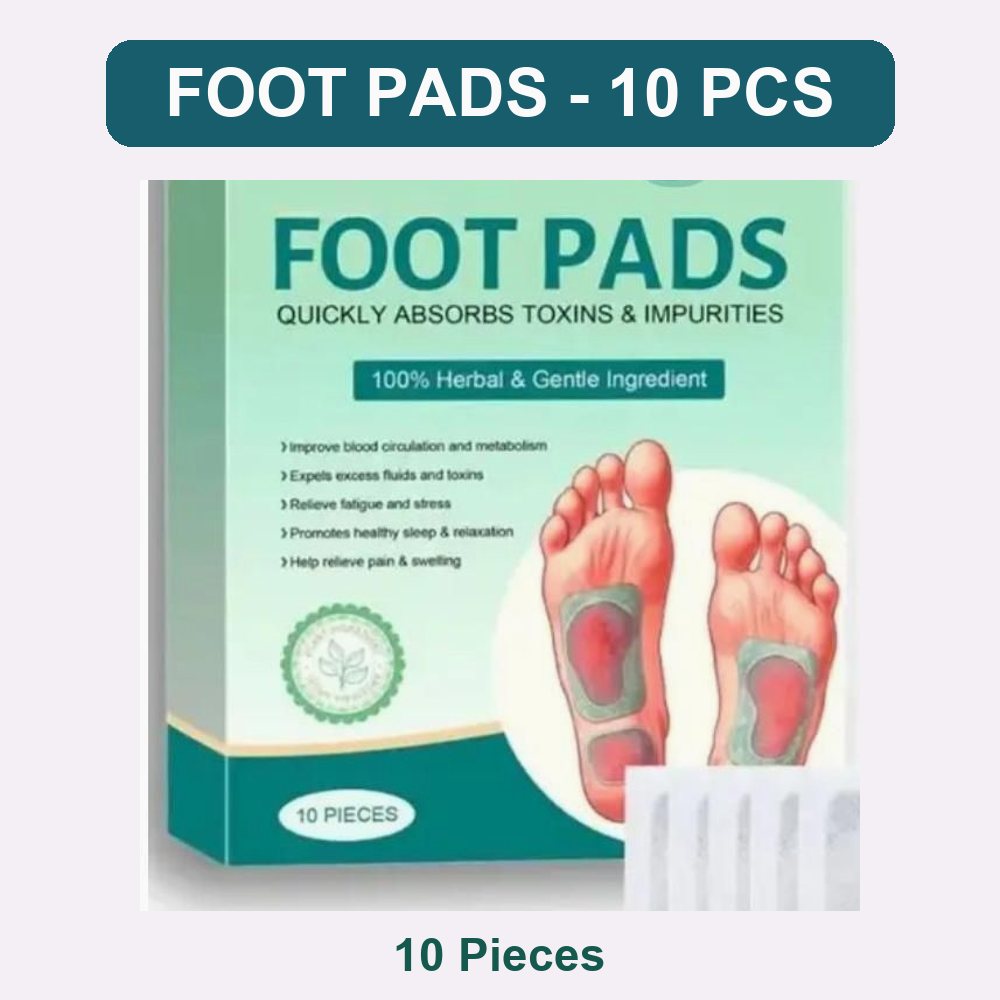 FOOT PADS - 10 PCS
FOOT PADS
QUICKLY ABSORBS TOXINS & IMPURITIES
100% Herbal & Gentle Ingredient
Improve blood circulation and metabolism
Expels excess fluids and toxins
Relieve fatigue and stress
Promotes healthy sleep & relaxation
Help relieve pain & swelling
10 PIECES
10 Pieces